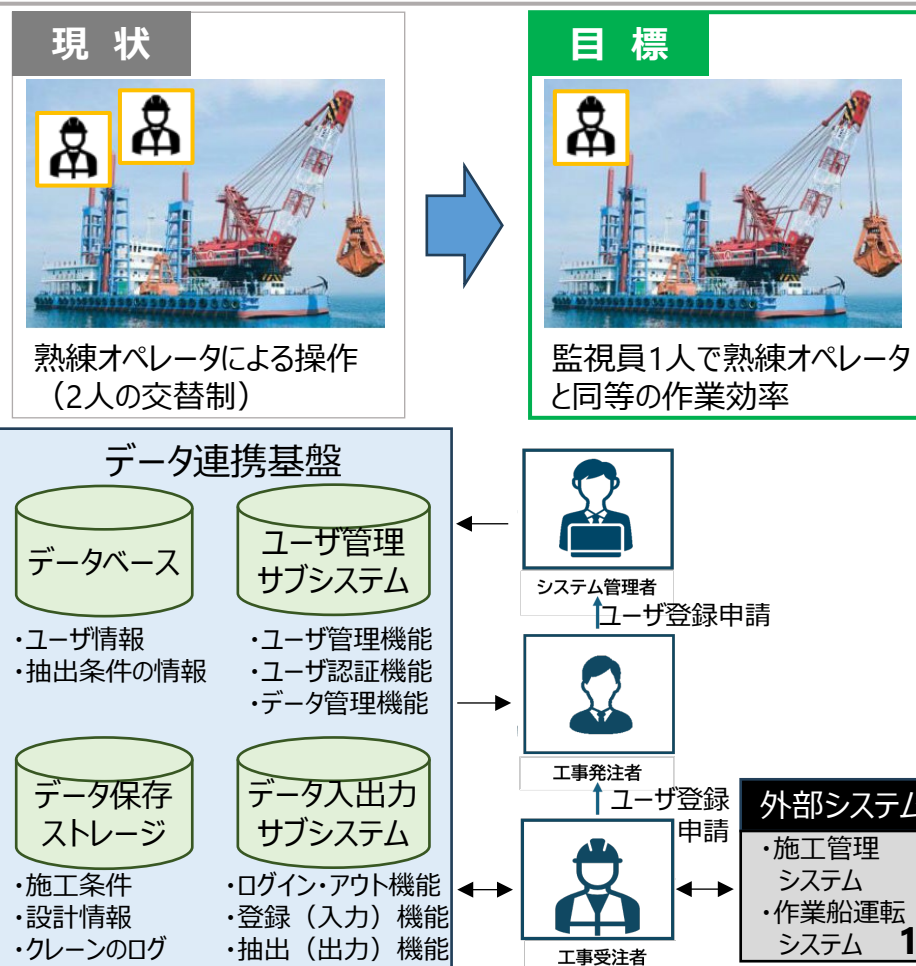 現 状
熟練オペレータによる操作
（2人の交替制）
目 標
監視員1人で熟練オペレータ
と同等の作業効率
データ連携基盤
データベース
・ユーザ情報
・抽出条件の情報
ユーザ管理
サブシステム
・ユーザ管理機能
・ユーザ認証機能
・データ管理機能
データ保存
ストレージ
・施工条件
・設計情報
・クレーンのログ
データ入出力
サブシステム
・ログイン・アウト機能
・登録（入力）機能
・抽出（出力）機能
システム管理者
ユーザ登録申請
工事発注者
ユーザ登録
申請
工事受注者
外部システム
・施工管理
システム
・作業船運転
システム
1